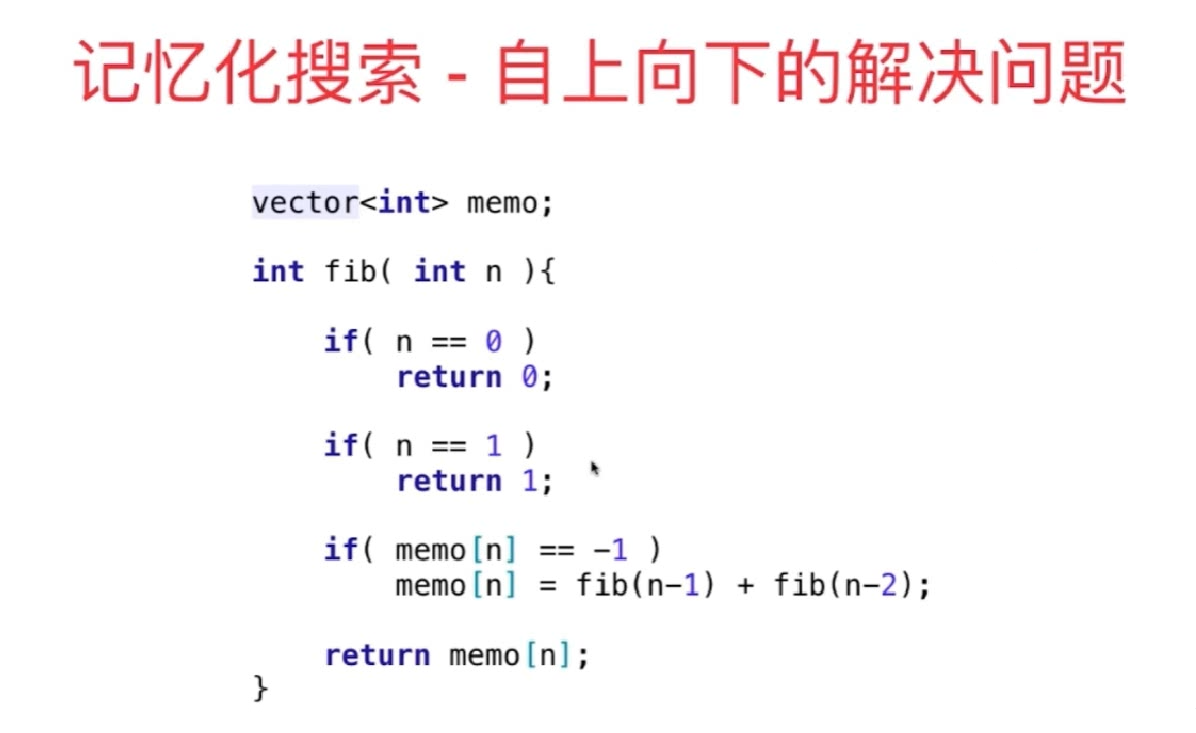 记忆化搜索 - 自上向下的解决问题
vector<int> memo;
int fib( int n ){
if( n == 0 )
return 0;
if( n == 1 )
return 1;
if( memo[n] == -1 )
memo[n] = fib(n-1) + fib(n-2);
return memo[n];
}